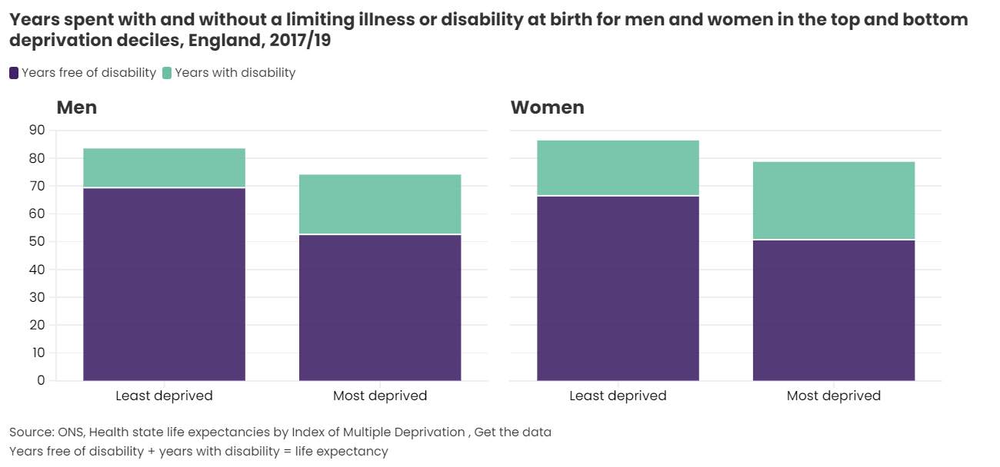 Years spent with and without a limiting illness or disability at birth for men and women in the top and bottom
deprivation deciles, England, 2017/19
Years free of disability Years with disability
Men
Women
90
80
70
60
50
40
30
20
10
0
Least deprived Most deprived Least deprived Most deprived
Source: ONS, Health state life expectancies by Index of Multiple Deprivation , Get the data
Years free of disability + years with disability = life expectancy